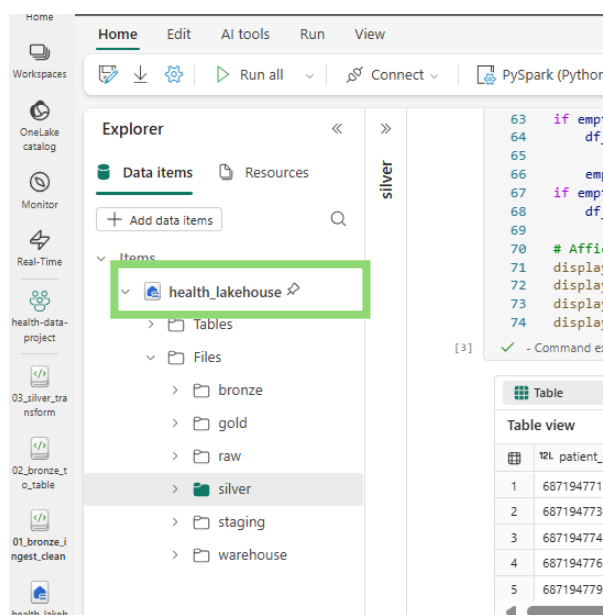 Home
Workspaces
OneLake
catalog
Monitor
Real-Time
health-data-
project
03_silver_tra
nsform
02_bronze_t
o_table
01_bronze_i
ngest_clean
health_lakeh
Home Edit AI tools Run View
Run all Connect PySpark (Python
Explorer
Data items Resources
+ Add data items
Items
health_lakehouse
Tables
Files
bronze
gold
raw
silver
staging
warehouse
silver
63 if emp
64 df_
65
66 emp
67 if emp
68 df_
69
70 # Affic
71 display
72 display
73 display
74 display
[3] - Command ex
Table
Table view
12L patient_
1 687194771
2 687194773
3 687194774
4 687194776
5 687194779